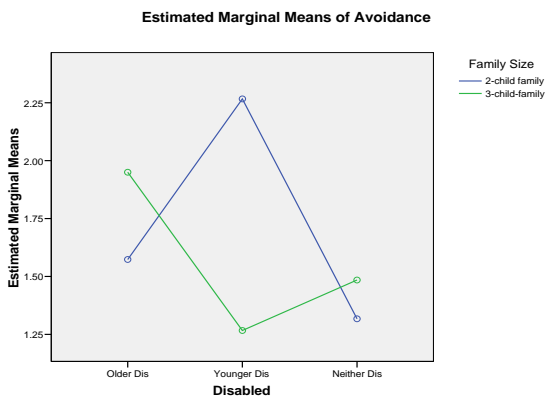 Estimated Marginal Means of Avoidance
Family Size
2-child family
3-child-family
Estimated Marginal Means
2.25
2.00
1.75
1.50
1.25
Older Dis
Younger Dis
Neither Dis
Disabled